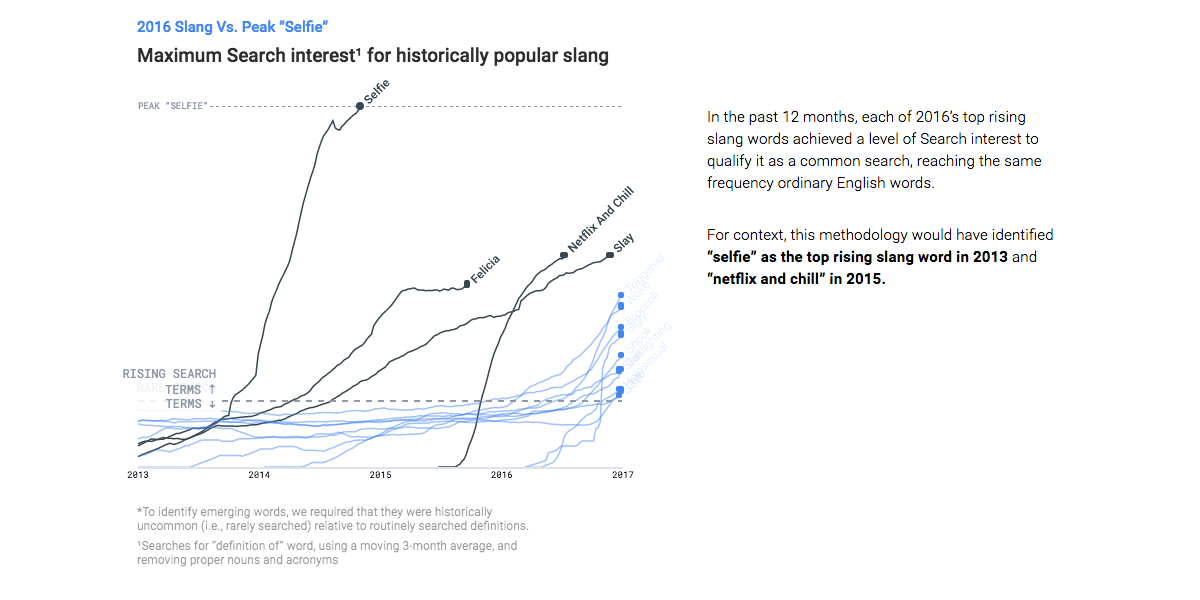 2016 Slang Vs. Peak “Selfie”
Maximum Search interest¹ for historically popular slang
PEAK “SELFIE”
Selfie
In the past 12 months, each of 2016’s top rising
slang words achieved a level of Search interest to
qualify it as a common search, reaching the same
frequency ordinary English words.
For context, this methodology would have identified
“selfie” as the top rising slang word in 2013 and
“netflix and chill” in 2015.
Netflix And Chill
Slay
Felicia
Triggered
Woke
Broccoli
Shook
Gaslighting
RISING SEARCH
RARE
TERMS ↑
TERMS ↓
2013
2014
2015
2016
2017
*To identify emerging words, we required that they were historically
uncommon (i.e., rarely searched) relative to routinely searched definitions.
¹Searches for “definition of” word, using a moving 3-month average, and
removing proper nouns and acronyms